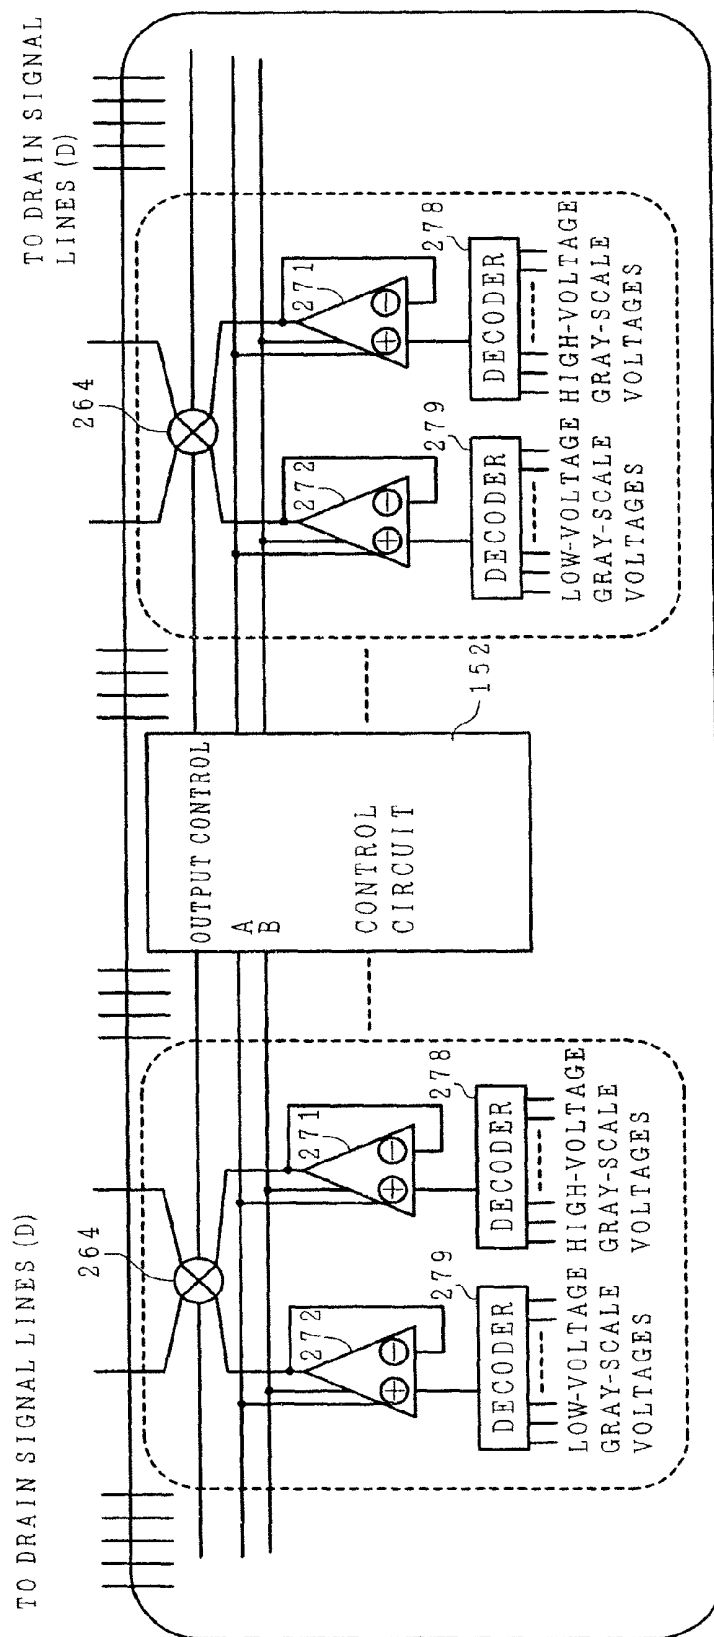 TO DRAIN SIGNAL LINES (D)
TO DRAIN SIGNAL
LINES (D)
264
264
272
271
272
271
279
278
279
278
DECODER
DECODER
DECODER
DECODER
LOW-VOLTAGE
GRAY-SCALE
VOLTAGES
HIGH-VOLTAGE
GRAY-SCALE
VOLTAGES
OUTPUT CONTROL
A
B
CONTROL
CIRCUIT
152
LOW-VOLTAGE
GRAY-SCALE
VOLTAGES
HIGH-VOLTAGE
GRAY-SCALE
VOLTAGES